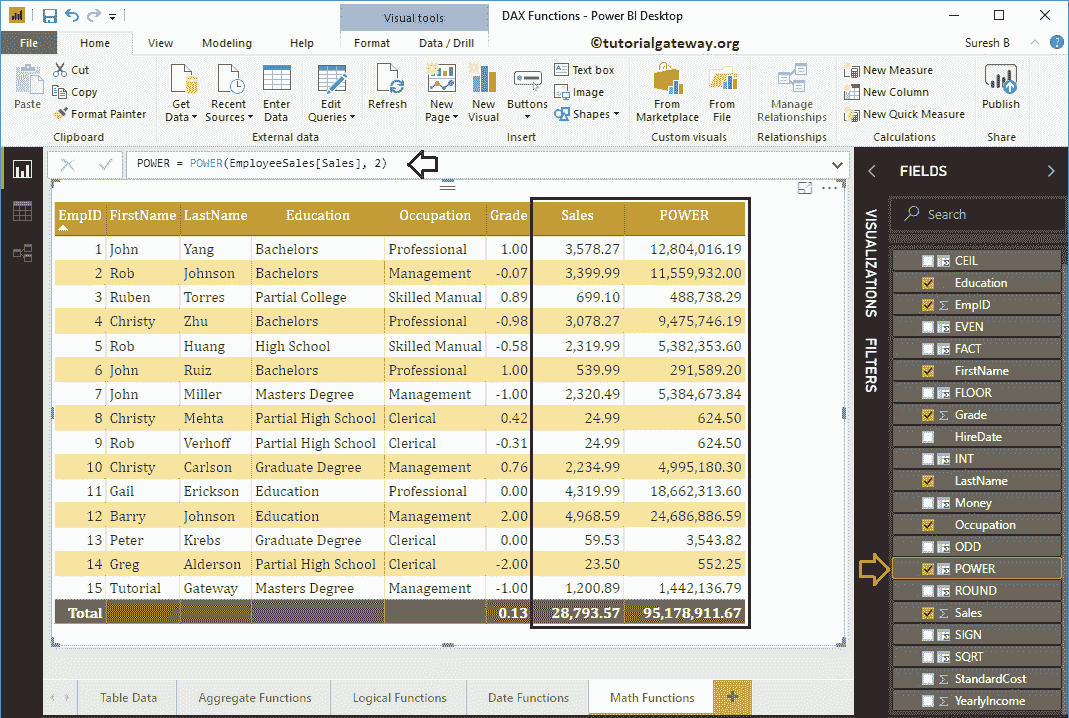 Visual tools
DAX Functions - Power BI Desktop
File Home View Modeling Help Format Data / Drill ©tutorialgateway.org Suresh B
Paste
Cut
Copy
Format Painter
Get Data
Recent Sources
Enter Data
Edit Queries
Refresh
New Page
New Visual
Buttons
Text box
Image
Shapes
From Marketplace
From File
Manage Relationships
New Measure
New Column
New Quick Measure
Publish
Clipboard External data Insert Custom visuals Relationships Calculations Share
POWER = POWER(EmployeeSales[Sales], 2)
EmpID FirstName LastName Education Occupation Grade Sales POWER
1 John Yang Bachelors Professional 1.00 3,578.27 12,804,016.19
2 Rob Johnson Bachelors Management -0.07 3,399.99 11,559,932.00
3 Ruben Torres Partial College Skilled Manual 0.89 699.10 488,738.29
4 Christy Zhu Bachelors Professional -0.98 3,078.27 9,475,746.19
5 Rob Huang High School Skilled Manual -0.58 2,319.99 5,382,353.60
6 John Ruiz Bachelors Professional 1.00 539.99 291,589.20
7 John Miller Masters Degree Management -1.00 2,320.49 5,384,673.84
8 Christy Mehta Partial High School Clerical 0.42 24.99 624.50
9 Rob Verhoff Partial High School Clerical -0.31 24.99 624.50
10 Christy Carlson Graduate Degree Management 0.76 2,234.99 4,995,180.30
11 Gail Erickson Education Professional 0.00 4,319.99 18,662,313.60
12 Barry Johnson Education Management 2.00 4,968.59 24,686,886.59
13 Peter Krebs Graduate Degree Clerical 0.00 59.53 3,543.82
14 Greg Alderson Partial High School Clerical -2.00 23.50 552.25
15 Tutorial Gateway Masters Degree Management -1.00 1,200.89 1,442,136.79
Total 0.13 28,793.57 95,178,911.67
VISUALIZATIONS
FILTERS
FIELDS
Search
CEIL
Education
EmpID
EVEN
FACT
FirstName
FLOOR
Grade
HireDate
INT
LastName
Money
Occupation
ODD
POWER
ROUND
Sales
SIGN
SQRT
StandardCost
YearlyIncome
Table Data Aggregate Functions Logical Functions Date Functions Math Functions +